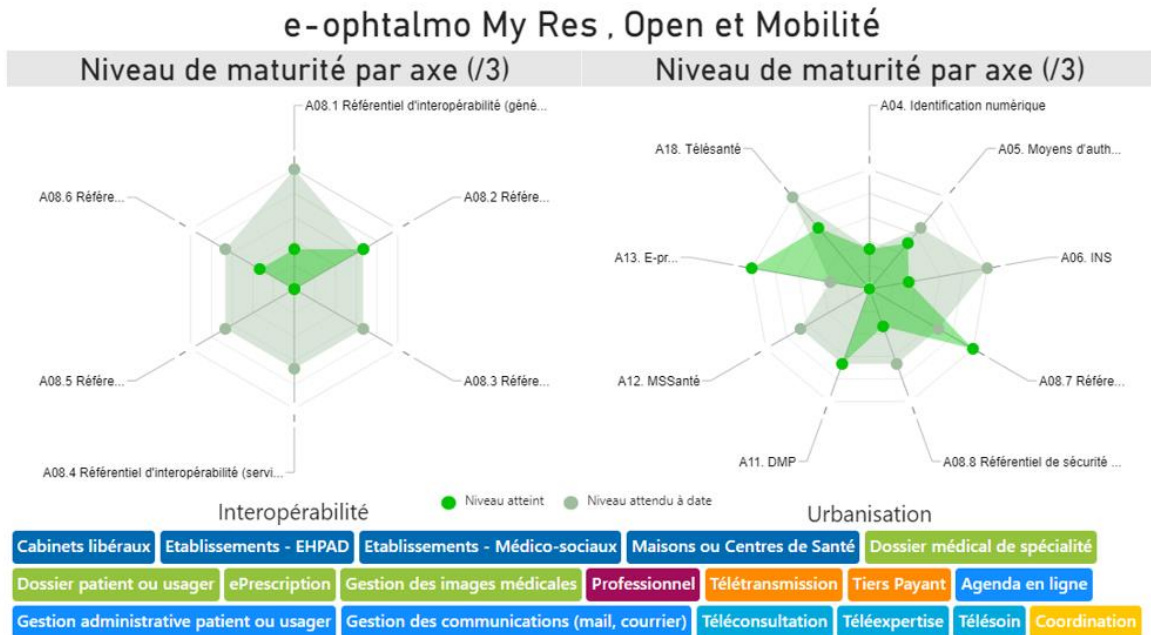 e-ophtalmo My Res , Open et Mobilité
Niveau de maturité par axe (/3)
Niveau de maturité par axe (/3)
A08.1 Référentiel d'interopérabilité (géné...
A08.6 Référe...
A08.2 Référe...
A08.5 Référe...
A08.3 Référe...
A08.4 Référentiel d'interopérabilité (servi...
A04. Identification numérique
A18. Télésanté
A05. Moyens d'auth...
A13. E-pr...
A06. INS
A12. MSSanté
A08.7 Référe...
A11. DMP
A08.8 Référentiel de sécurité ...
Interopérabilité
Niveau atteint
Niveau attendu à date
Urbanisation
Cabinets libéraux
Etablissements - EHPAD
Etablissements - Médico-sociaux
Maisons ou Centres de Santé
Dossier médical de spécialité
Dossier patient ou usager
ePrescription
Gestion des images médicales
Professionnel
Télétransmission
Tiers Payant
Agenda en ligne
Gestion administrative patient ou usager
Gestion des communications (mail, courrier)
Téléconsultation
Téléexpertise
Télésoin
Coordination